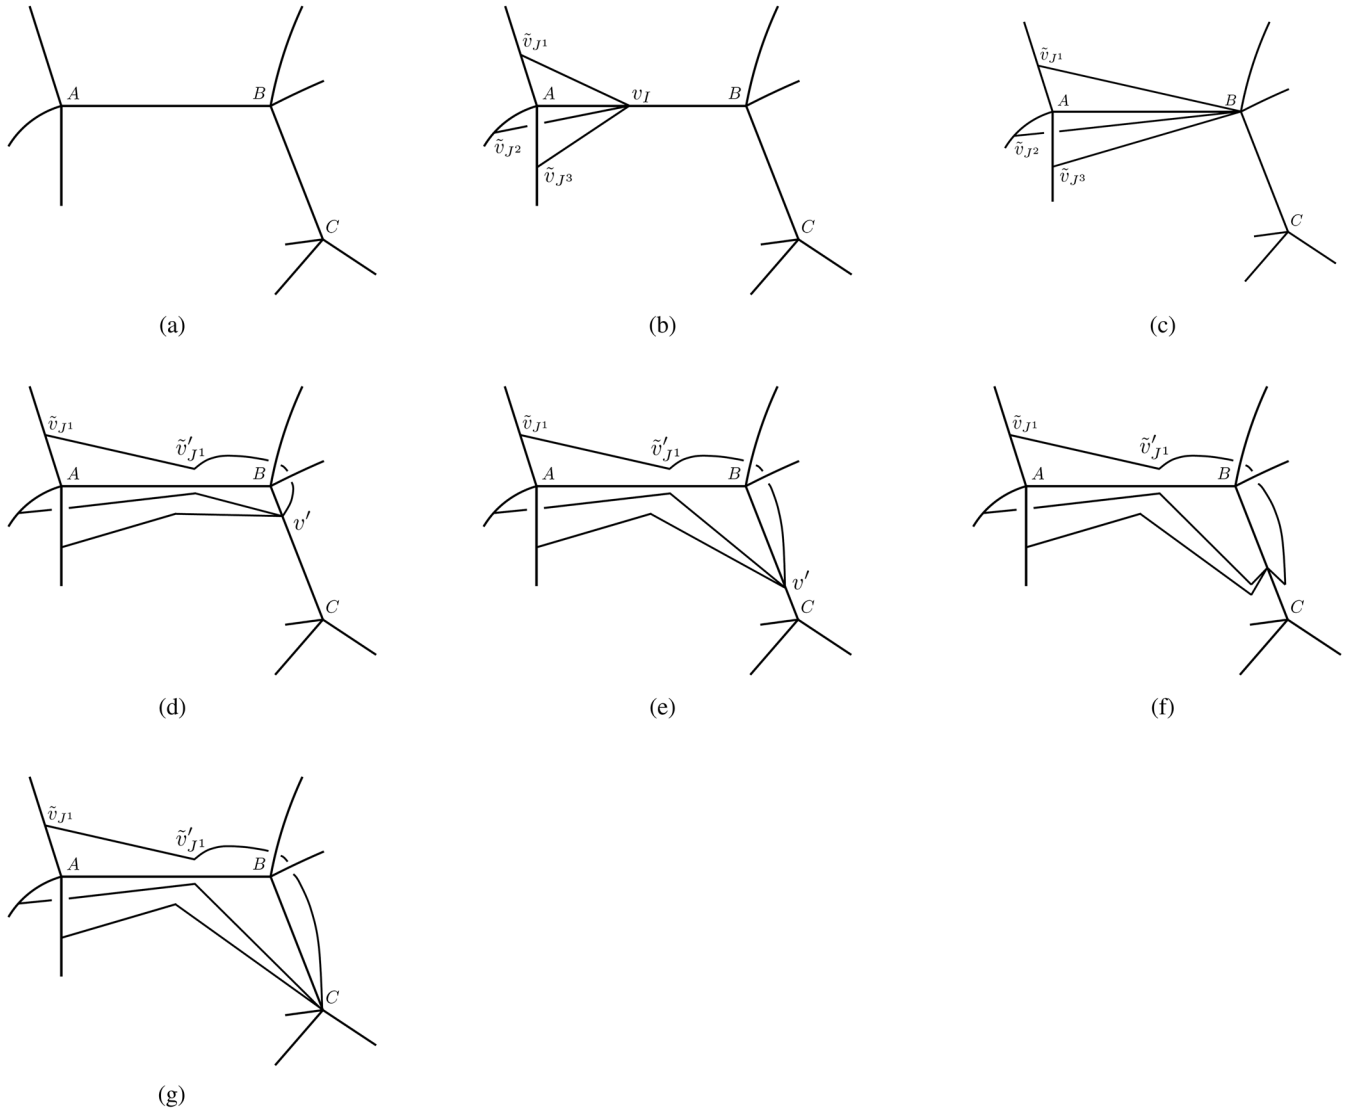 A B C
(a)
ṽ_{J^1} A v_I B ṽ_{J^2} ṽ_{J^3} C
(b)
ṽ_{J^1} A B ṽ_{J^2} ṽ_{J^3} C
(c)
ṽ_{J^1} ṽ'_{J^1} A B v' C
(d)
ṽ_{J^1} ṽ'_{J^1} A B v' C
(e)
ṽ_{J^1} ṽ'_{J^1} A B C
(f)
ṽ_{J^1} ṽ'_{J^1} A B C
(g)